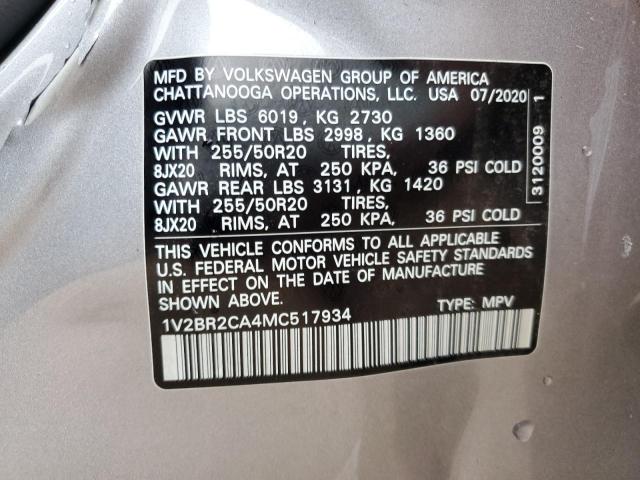 MFD BY VOLKSWAGEN GROUP OF AMERICA
CHATTANOOGA OPERATIONS, LLC. USA 07/2020
GVWR LBS 6019, KG 2730
GAWR FRONT LBS 2998, KG 1360
WITH 255/50R20 TIRES,
8JX20 RIMS, AT 250 KPA, 36 PSI COLD
GAWR REAR LBS 3131, KG 1420
WITH 255/50R20 TIRES,
8JX20 RIMS, AT 250 KPA, 36 PSI COLD
THIS VEHICLE CONFORMS TO ALL APPLICABLE
U.S. FEDERAL MOTOR VEHICLE SAFETY STANDARDS
IN EFFECT ON THE DATE OF MANUFACTURE
SHOWN ABOVE.
1V2BR2CA4MC517934 TYPE: MPV
3120009 1